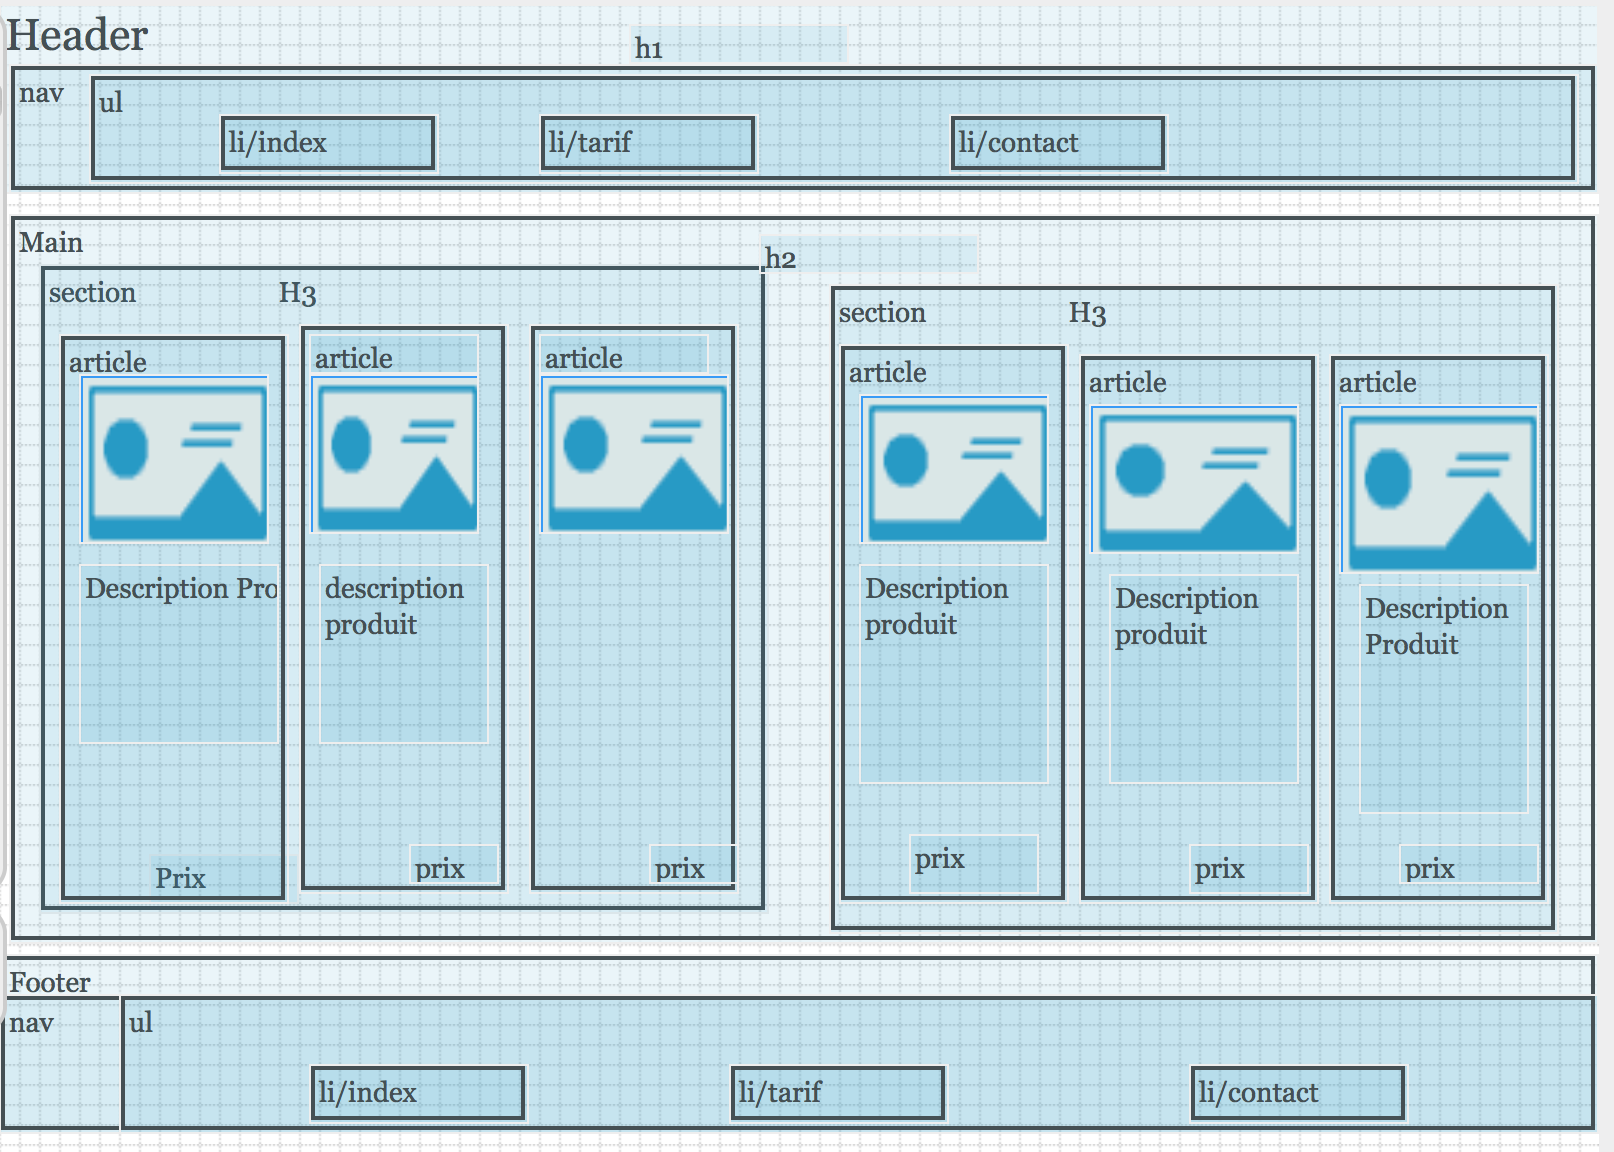 Header
h1
nav
ul
li/index
li/tarif
li/contact
Main
h2
section
H3
article
Description Pro
Prix
article
description
produit
prix
article
prix
section
H3
article
Description
produit
prix
article
Description
produit
prix
article
Description
Produit
prix
Footer
nav
ul
li/index
li/tarif
li/contact